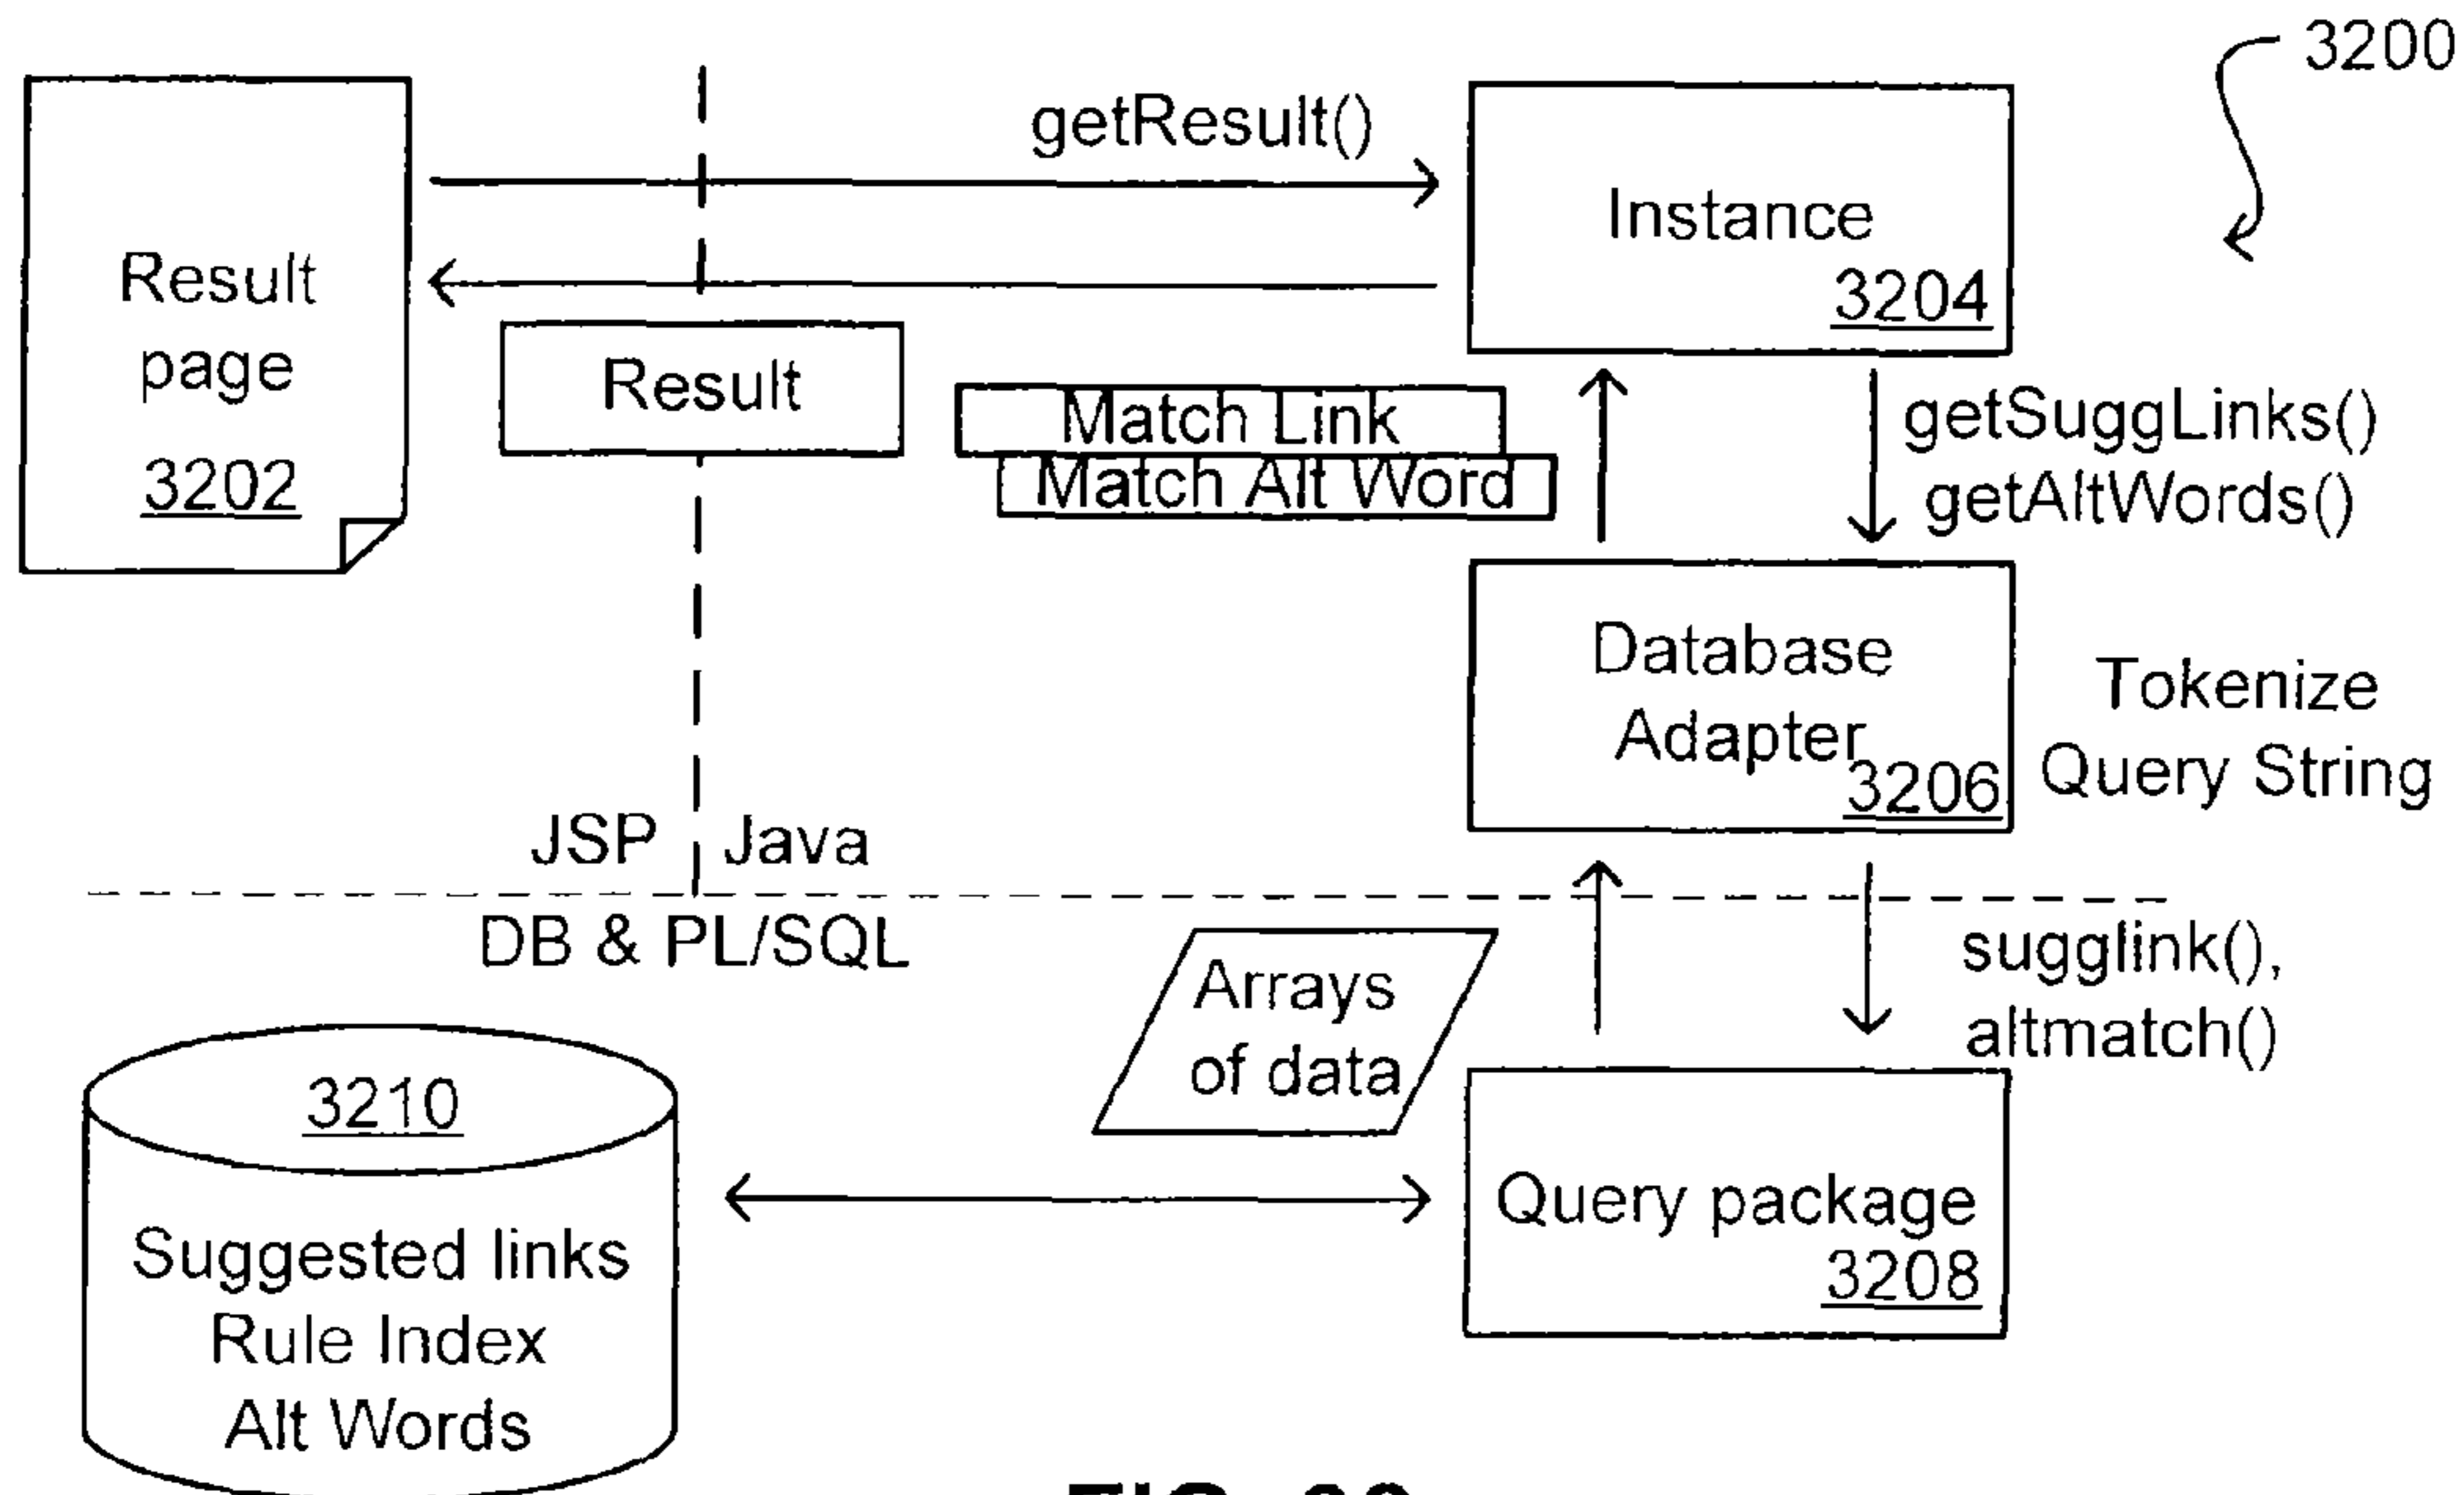 3200
getResult()
Instance
3204
Result
page
3202
Result
Match Link
Match Alt Word
getSuggLinks()
getAltWords()
Database
Adapter
3206
Tokenize
Query String
JSP
Java
DB & PL/SQL
sugglink(),
altmatch()
Arrays
of data
3210
Suggested links
Rule Index
Alt Words
Query package
3208